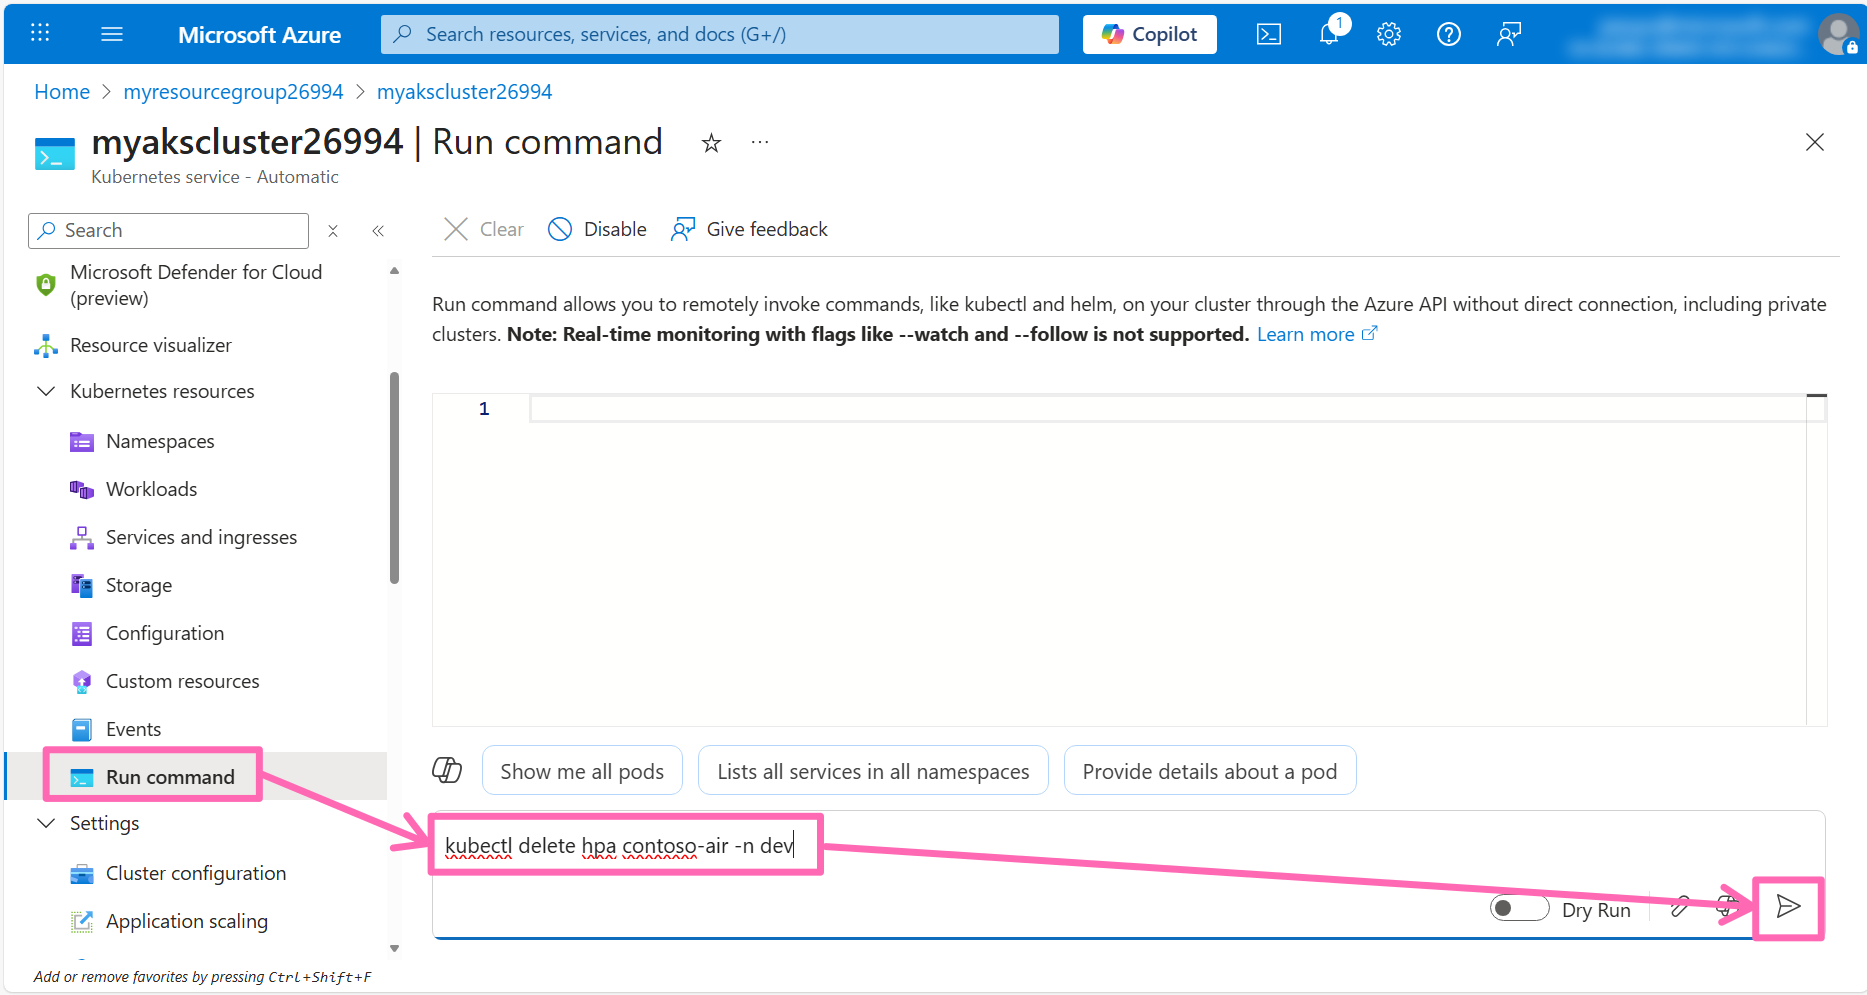 Microsoft Azure
Search resources, services, and docs (G+/)
Copilot
1
Home > myresourcegroup26994 > myakscluster26994
myakscluster26994 | Run command
Kubernetes service - Automatic
Search
Clear
Disable
Give feedback
Microsoft Defender for Cloud
(preview)
Resource visualizer
Kubernetes resources
Namespaces
Workloads
Services and ingresses
Storage
Configuration
Custom resources
Events
Run command
Settings
Cluster configuration
Application scaling
Add or remove favorites by pressing Ctrl+Shift+F
Run command allows you to remotely invoke commands, like kubectl and helm, on your cluster through the Azure API without direct connection, including private
clusters. Note: Real-time monitoring with flags like --watch and --follow is not supported. Learn more
1
Show me all pods
Lists all services in all namespaces
Provide details about a pod
kubectl delete hpa contoso-air -n dev
Dry Run